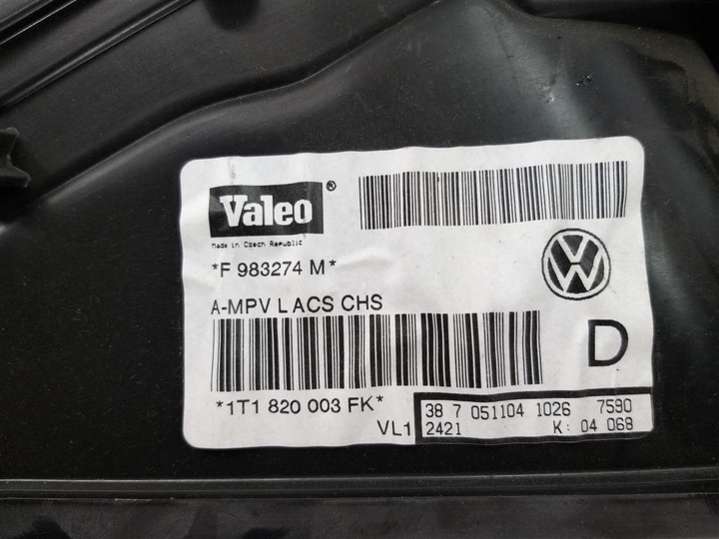 Valeo ®
made in Czech Republic
*F 983274 M*
A-MPV L ACS CHS
D
*1T1 820 003 FK*
VL1
38 7 051104 1026 7590
2421 K: 04 068